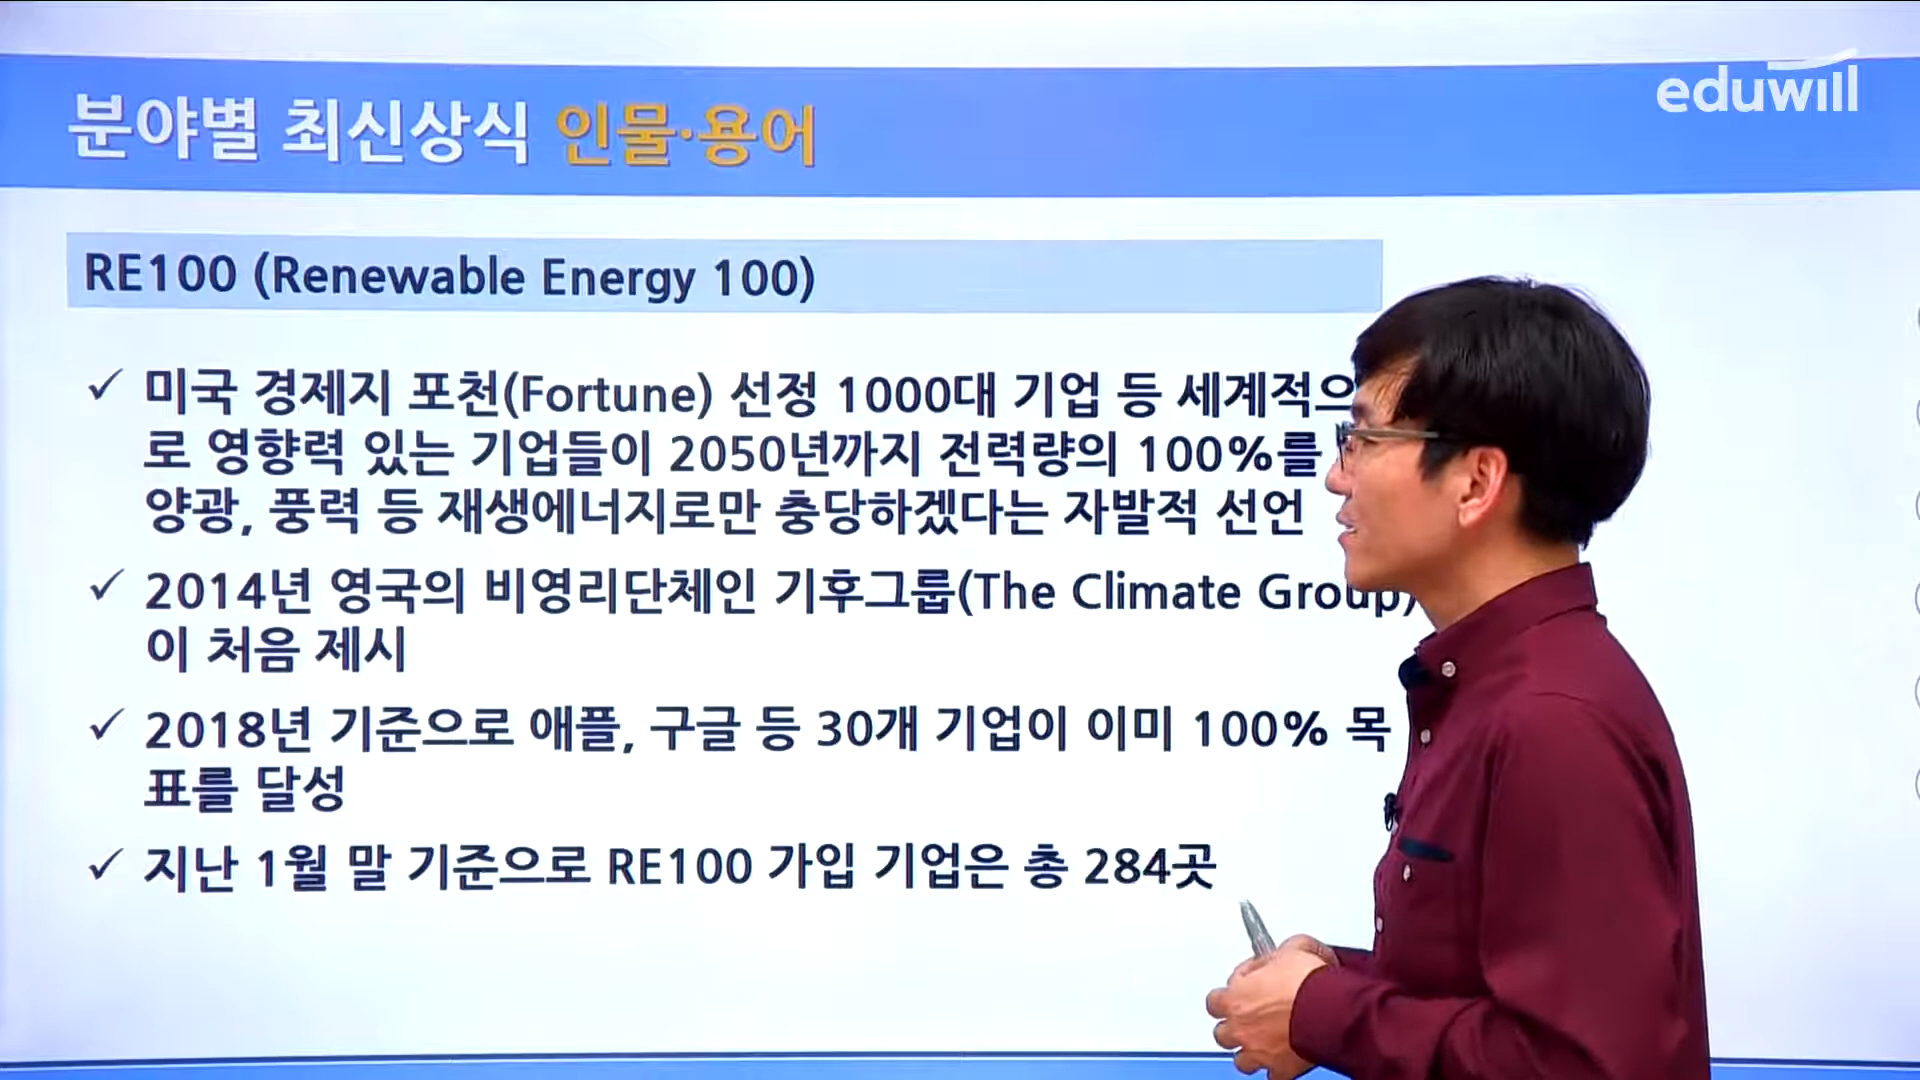 eduwill
분야별 최신상식 인물·용어
RE100 (Renewable Energy 100)
✓ 미국 경제지 포천(Fortune) 선정 1000대 기업 등 세계적으
로 영향력 있는 기업들이 2050년까지 전력량의 100%를
양광, 풍력 등 재생에너지로만 충당하겠다는 자발적 선언
✓ 2014년 영국의 비영리단체인 기후그룹(The Climate Group)
이 처음 제시
✓ 2018년 기준으로 애플, 구글 등 30개 기업이 이미 100% 목
표를 달성
✓ 지난 1월 말 기준으로 RE100 가입 기업은 총 284곳